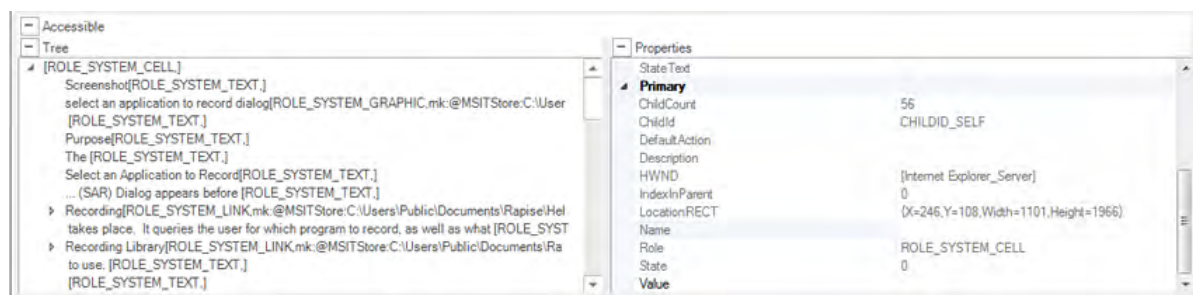 Accessible
Tree
[ROLE_SYSTEM_CELL,]
Screenshot[ROLE_SYSTEM_TEXT,]
select an application to record dialog[ROLE_SYSTEM_GRAPHIC,mk:@MSITStore:C:\User
[ROLE_SYSTEM_TEXT,]
Purpose[ROLE_SYSTEM_TEXT,]
The [ROLE_SYSTEM_TEXT,]
Select an Application to Record[ROLE_SYSTEM_TEXT,]
... (SAR) Dialog appears before [ROLE_SYSTEM_TEXT,]
Recording[ROLE_SYSTEM_LINK,mk:@MSITStore:C:\Users\Public\Documents\Rapise\Hel
takes place. It queries the user for which program to record, as well as what [ROLE_SYST
Recording Library[ROLE_SYSTEM_LINK,mk:@MSITStore:C:\Users\Public\Documents\Ra
to use. [ROLE_SYSTEM_TEXT,]
[ROLE_SYSTEM_TEXT,]
Properties
StateText
Primary
ChildCount 56
ChildId CHILDID_SELF
DefaultAction
Description
HWND [Internet Explorer_Server]
IndexInParent 0
LocationRECT {X=246,Y=108,Width=1101,Height=1966}
Name
Role ROLE_SYSTEM_CELL
State 0
Value